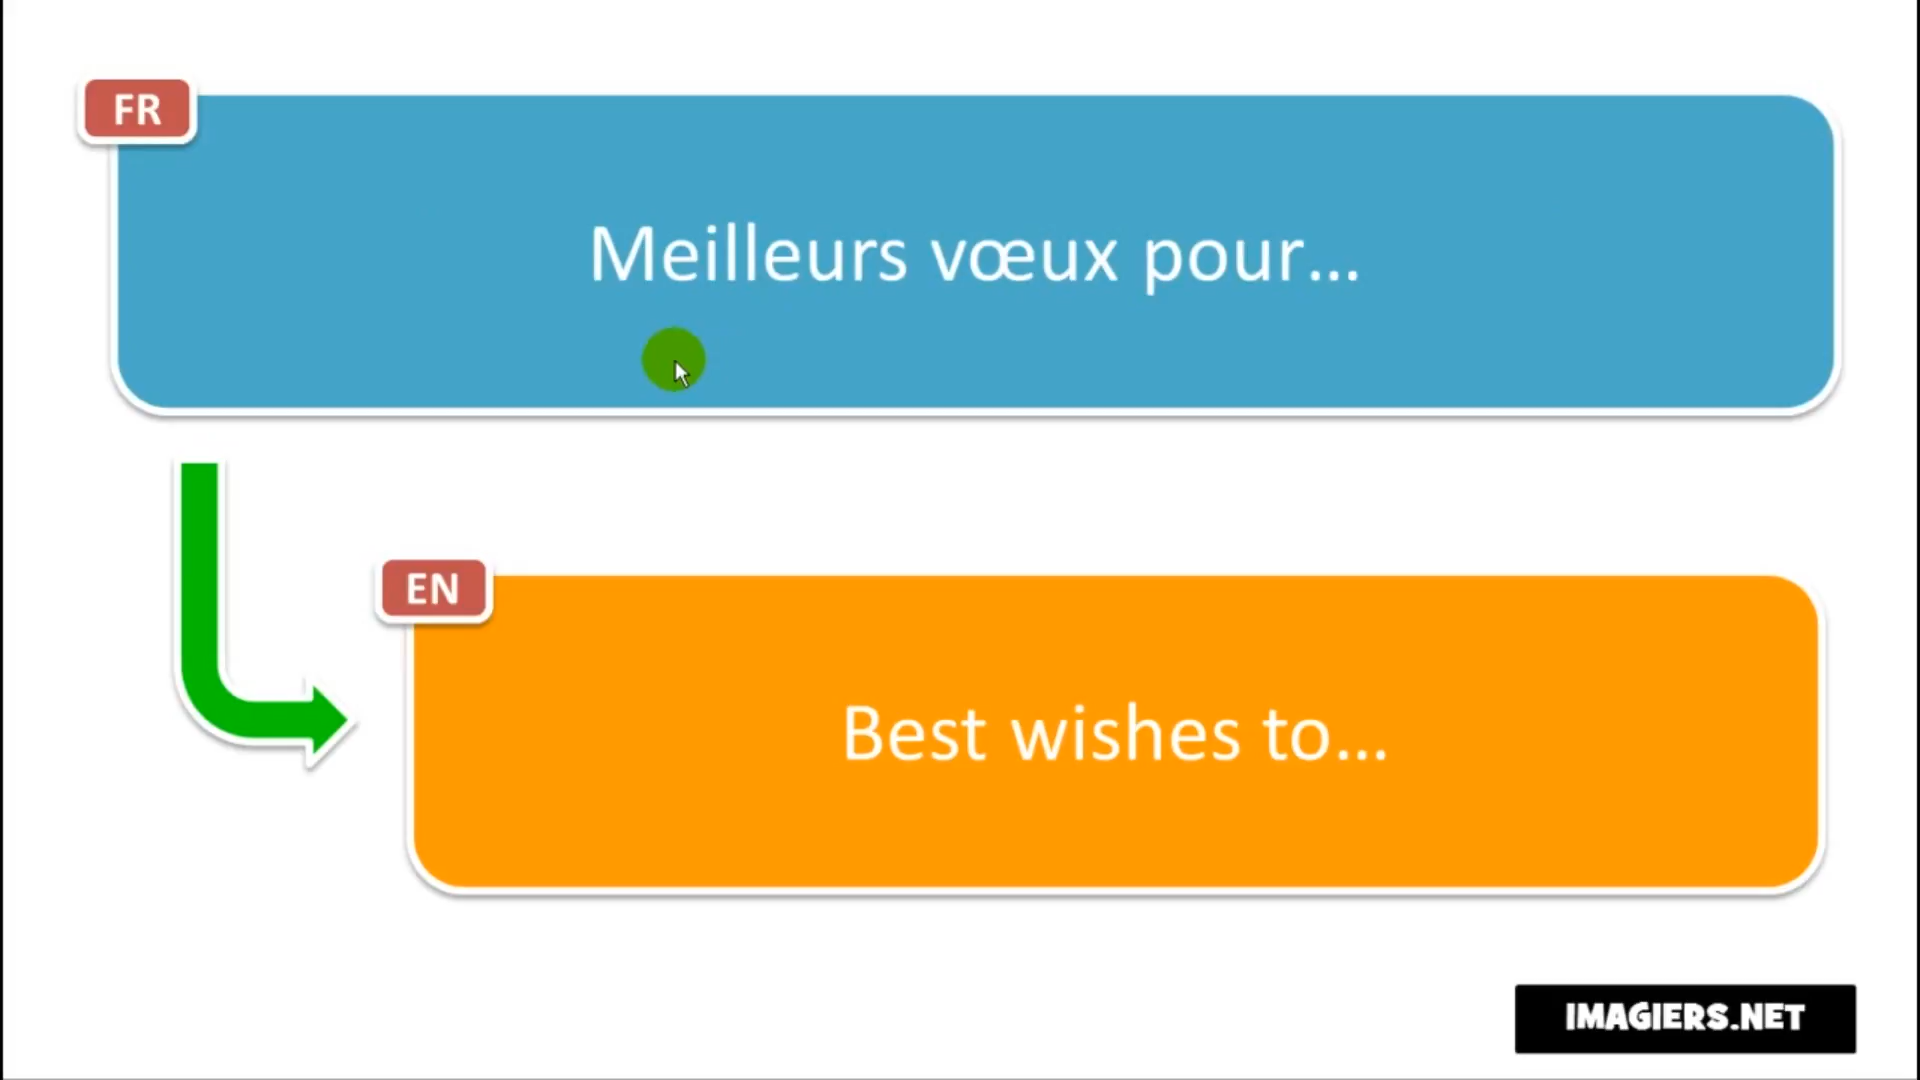 FR
Meilleurs vœux pour...
EN
Best wishes to...
IMAGIERS.NET